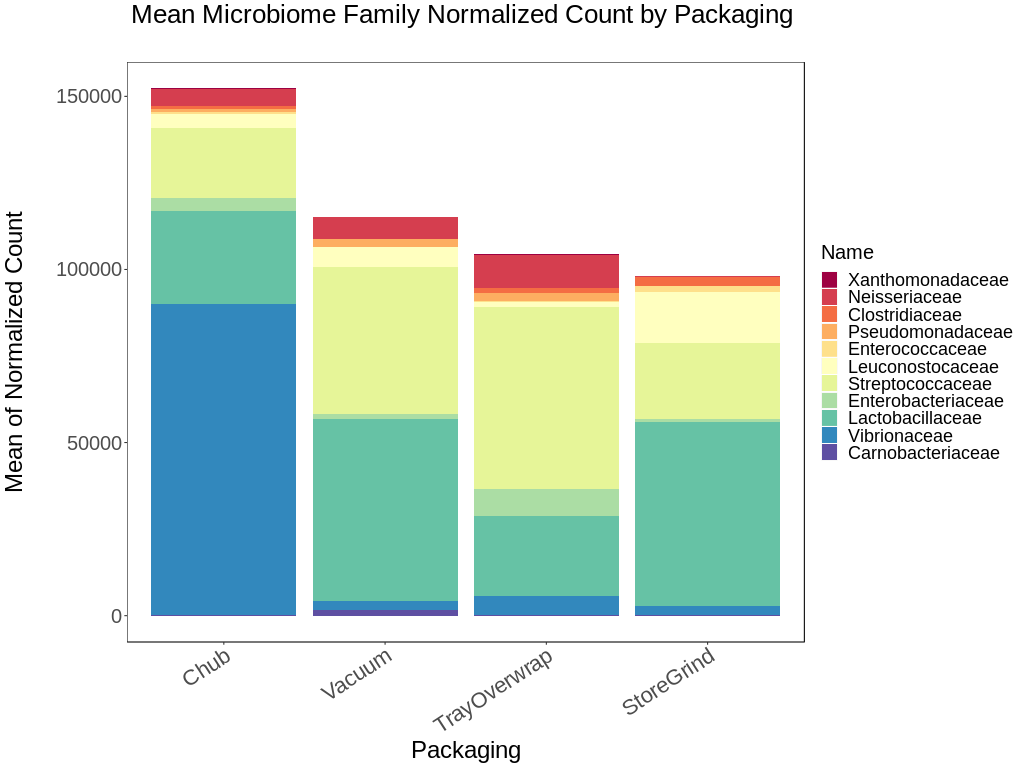 Mean Microbiome Family Normalized Count by Packaging
Mean of Normalized Count
150000
100000
50000
0
Chub
Vacuum
TrayOverwrap
StoreGrind
Packaging
Name
Xanthomonadaceae
Neisseriaceae
Clostridiaceae
Pseudomonadaceae
Enterococcaceae
Leuconostocaceae
Streptococcaceae
Enterobacteriaceae
Lactobacillaceae
Vibrionaceae
Carnobacteriaceae